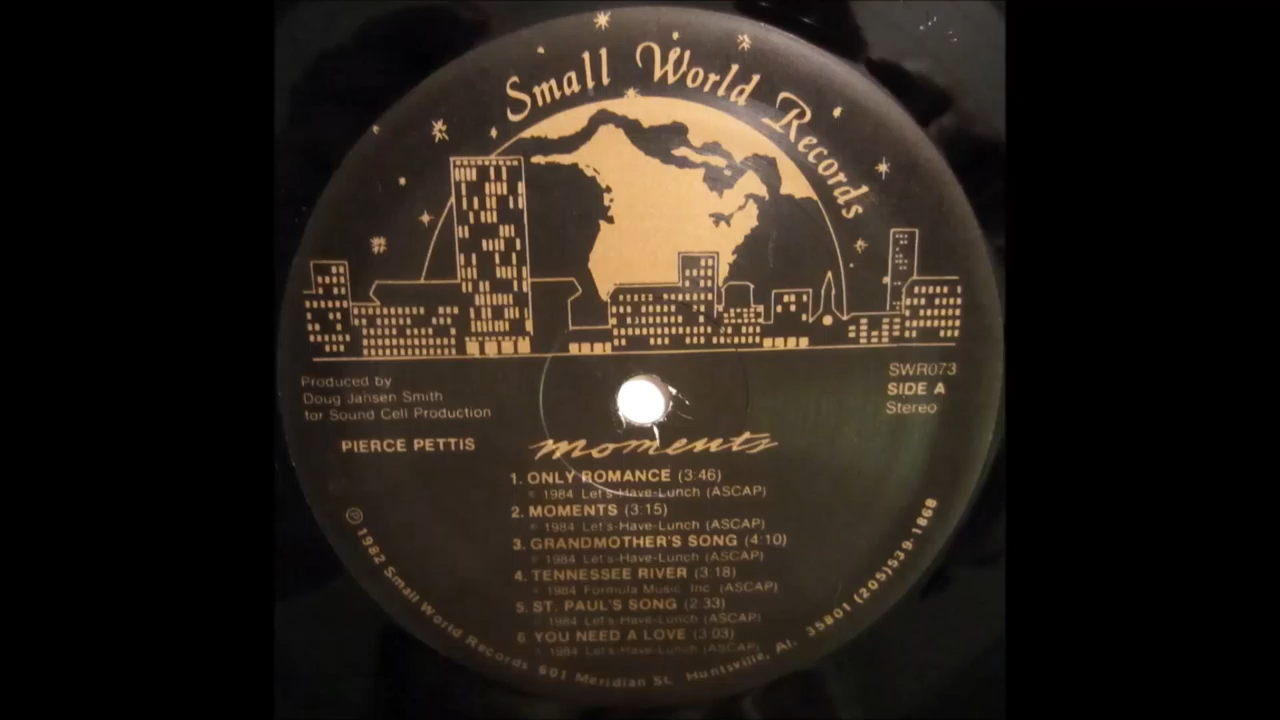 Small World Records
Produced by
Doug Jansen Smith
for Sound Cell Production
SWR073
SIDE A
Stereo
PIERCE PETTIS
moments
1. ONLY ROMANCE (3:46)
© 1984 Let's-Have-Lunch (ASCAP)
2. MOMENTS (3:15)
© 1984 Let's-Have-Lunch (ASCAP)
3. GRANDMOTHER'S SONG (4:10)
© 1984 Let's-Have-Lunch (ASCAP)
4. TENNESSEE RIVER (3:18)
© 1984 Formula Music, Inc. (ASCAP)
5. ST. PAUL'S SONG (2:33)
© 1984 Let's-Have-Lunch (ASCAP)
6 YOU NEED A LOVE (3:03)
© 1984 Let's-Have-Lunch (ASCAP)
℗ 1982 Small World Records 601 Meridian St. Huntsville, Al. 35801 (205)539-1868